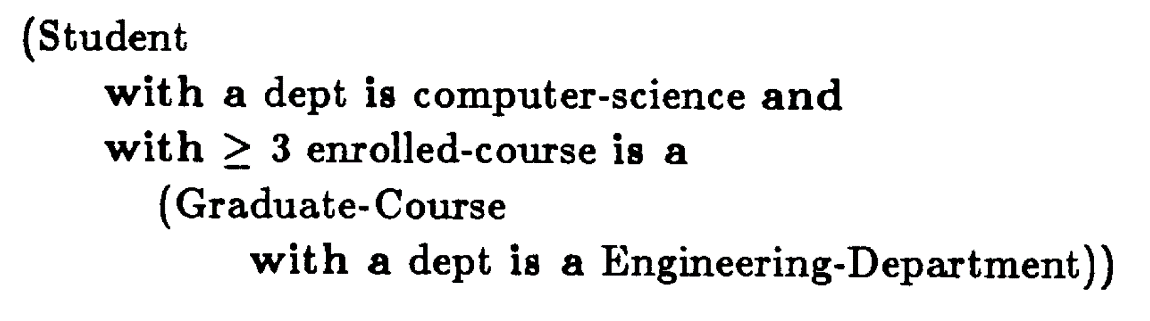 (Student
with a dept is computer-science and
with ≥ 3 enrolled-course is a
(Graduate-Course
with a dept is a Engineering-Department))